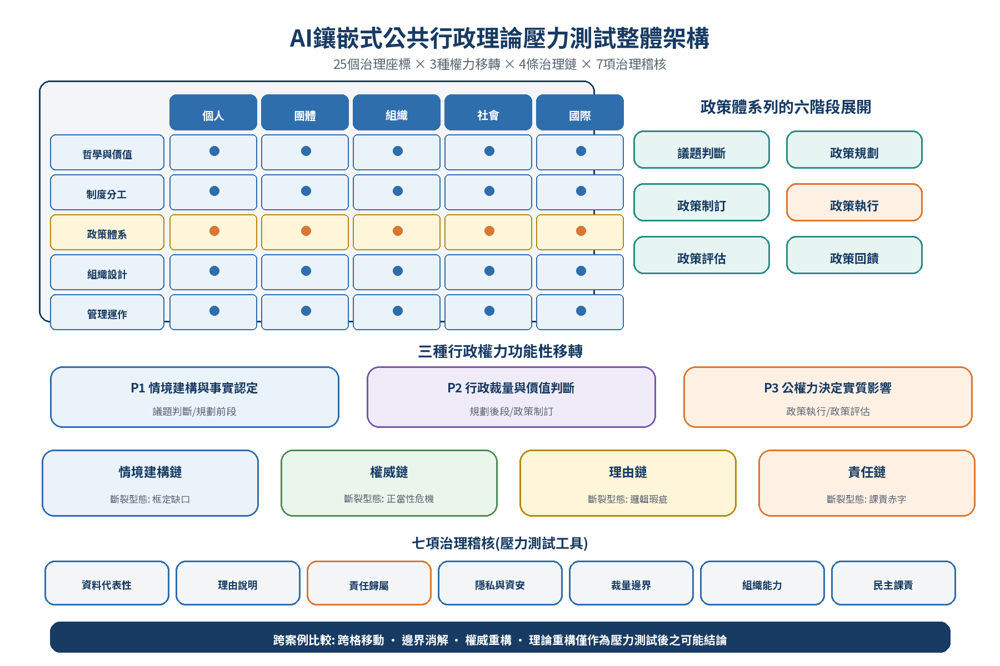 AI鑲嵌式公共行政理論壓力測試整體架構
25個治理座標 × 3種權力移轉 × 4條治理鏈 × 7項治理稽核
個人
團體
組織
社會
國際
哲學與價值
制度分工
政策體系
組織設計
管理運作
政策體系列的六階段展開
議題判斷
政策規劃
政策制訂
政策執行
政策評估
政策回饋
三種行政權力功能性移轉
P1 情境建構與事實認定
議題判斷/規劃前段
P2 行政裁量與價值判斷
規劃後段/政策制訂
P3 公權力決定實質影響
政策執行/政策評估
情境建構鏈
斷裂型態: 框定缺口
權威鏈
斷裂型態: 正當性危機
理由鏈
斷裂型態: 邏輯瑕疵
責任鏈
斷裂型態: 課責赤字
七項治理稽核(壓力測試工具)
資料代表性
理由說明
責任歸屬
隱私與資安
裁量邊界
組織能力
民主課責
跨案例比較: 跨格移動 • 邊界消解 • 權威重構 • 理論重構僅作為壓力測試後之可能結論